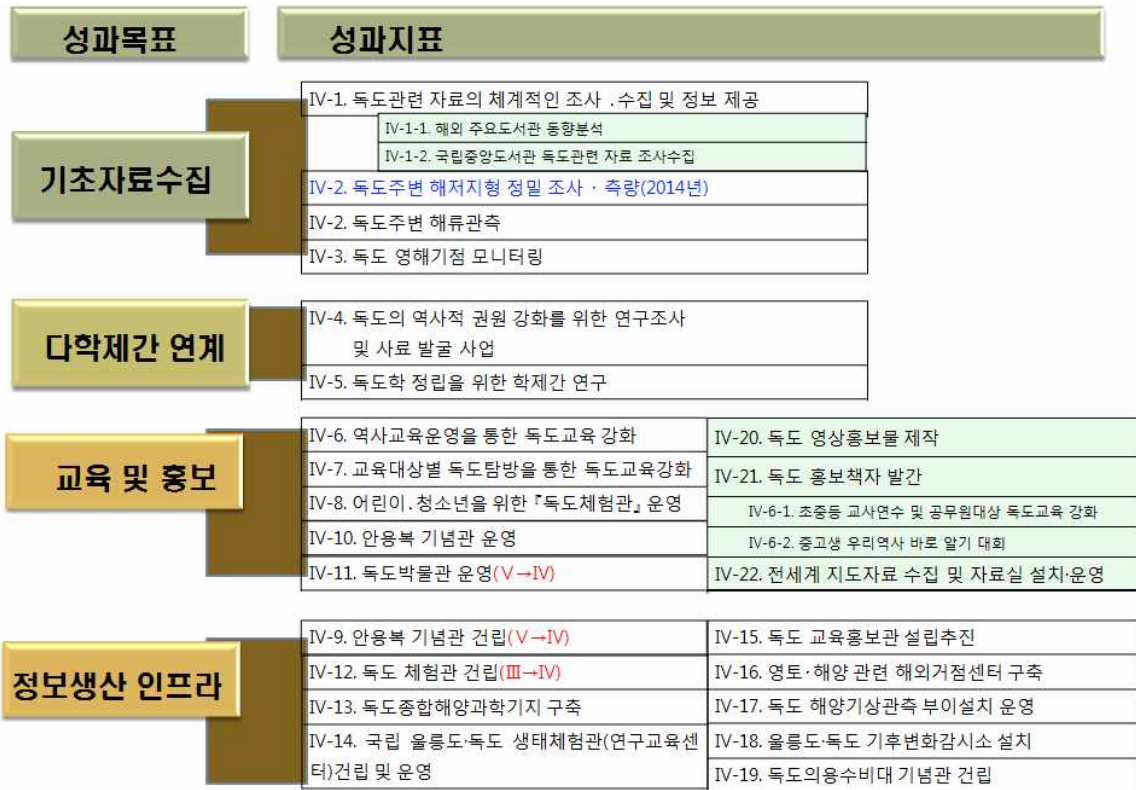 성과목표
성과지표
기초자료수집
IV-1. 독도관련 자료의 체계적인 조사 .수집 및 정보 제공
IV-1-1. 해외 주요도서관 동향분석
IV-1-2. 국립중앙도서관 독도관련 자료 조사수집
IV-2. 독도주변 해저지형 정밀 조사 · 측량(2014년)
IV-2. 독도주변 해류관측
IV-3. 독도 영해기점 모니터링
다학제간 연계
IV-4. 독도의 역사적 권원 강화를 위한 연구조사
및 사료 발굴 사업
IV-5. 독도학 정립을 위한 학제간 연구
교육 및 홍보
IV-6. 역사교육운영을 통한 독도교육 강화
IV-7. 교육대상별 독도탐방을 통한 독도교육강화
IV-8. 어린이.청소년을 위한『독도체험관』운영
IV-10. 안용복 기념관 운영
IV-11. 독도박물관 운영(Ⅴ→IV)
IV-20. 독도 영상홍보물 제작
IV-21. 독도 홍보책자 발간
IV-6-1. 초중등 교사연수 및 공무원대상 독도교육 강화
IV-6-2. 중고생 우리역사 바로 알기 대회
IV-22. 전세계 지도자료 수집 및 자료실 설치·운영
정보생산 인프라
IV-9. 안용복 기념관 건립(Ⅴ→IV)
IV-12. 독도 체험관 건립(Ⅲ→IV)
IV-13. 독도종합해양과학기지 구축
IV-14. 국립 울릉도·독도 생태체험관(연구교육센
터)건립 및 운영
IV-15. 독도 교육홍보관 설립추진
IV-16. 영토·해양 관련 해외거점센터 구축
IV-17. 독도 해양기상관측 부이설치 운영
IV-18. 울릉도·독도 기후변화감시소 설치
IV-19. 독도의용수비대 기념관 건립